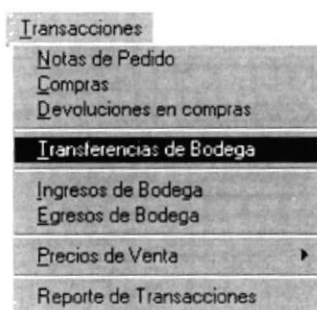 Transacciones
Notas de Pedido
Compras
Devoluciones en compras
Transferencias de Bodega
Ingresos de Bodega
Egresos de Bodega
Precios de Venta
Reporte de Transacciones